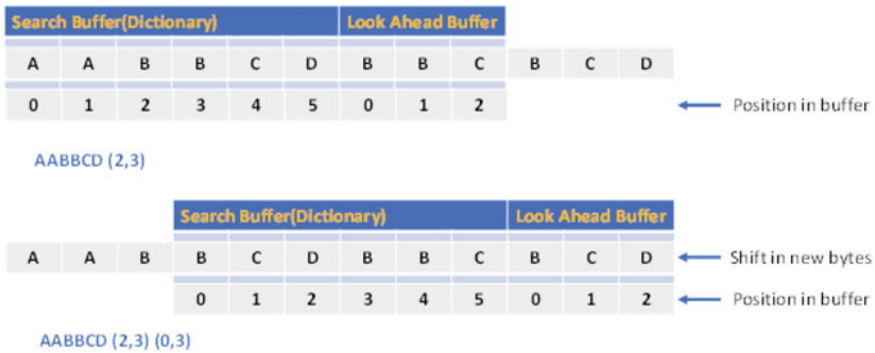 Search Buffer(Dictionary) Look Ahead Buffer
A A B B C D B B C B C D
0 1 2 3 4 5 0 1 2 Position in buffer
AABBCD (2,3)
Search Buffer(Dictionary) Look Ahead Buffer
A A B B C D B B C B C D Shift in new bytes
0 1 2 3 4 5 0 1 2 Position in buffer
AABBCD (2,3) (0,3)